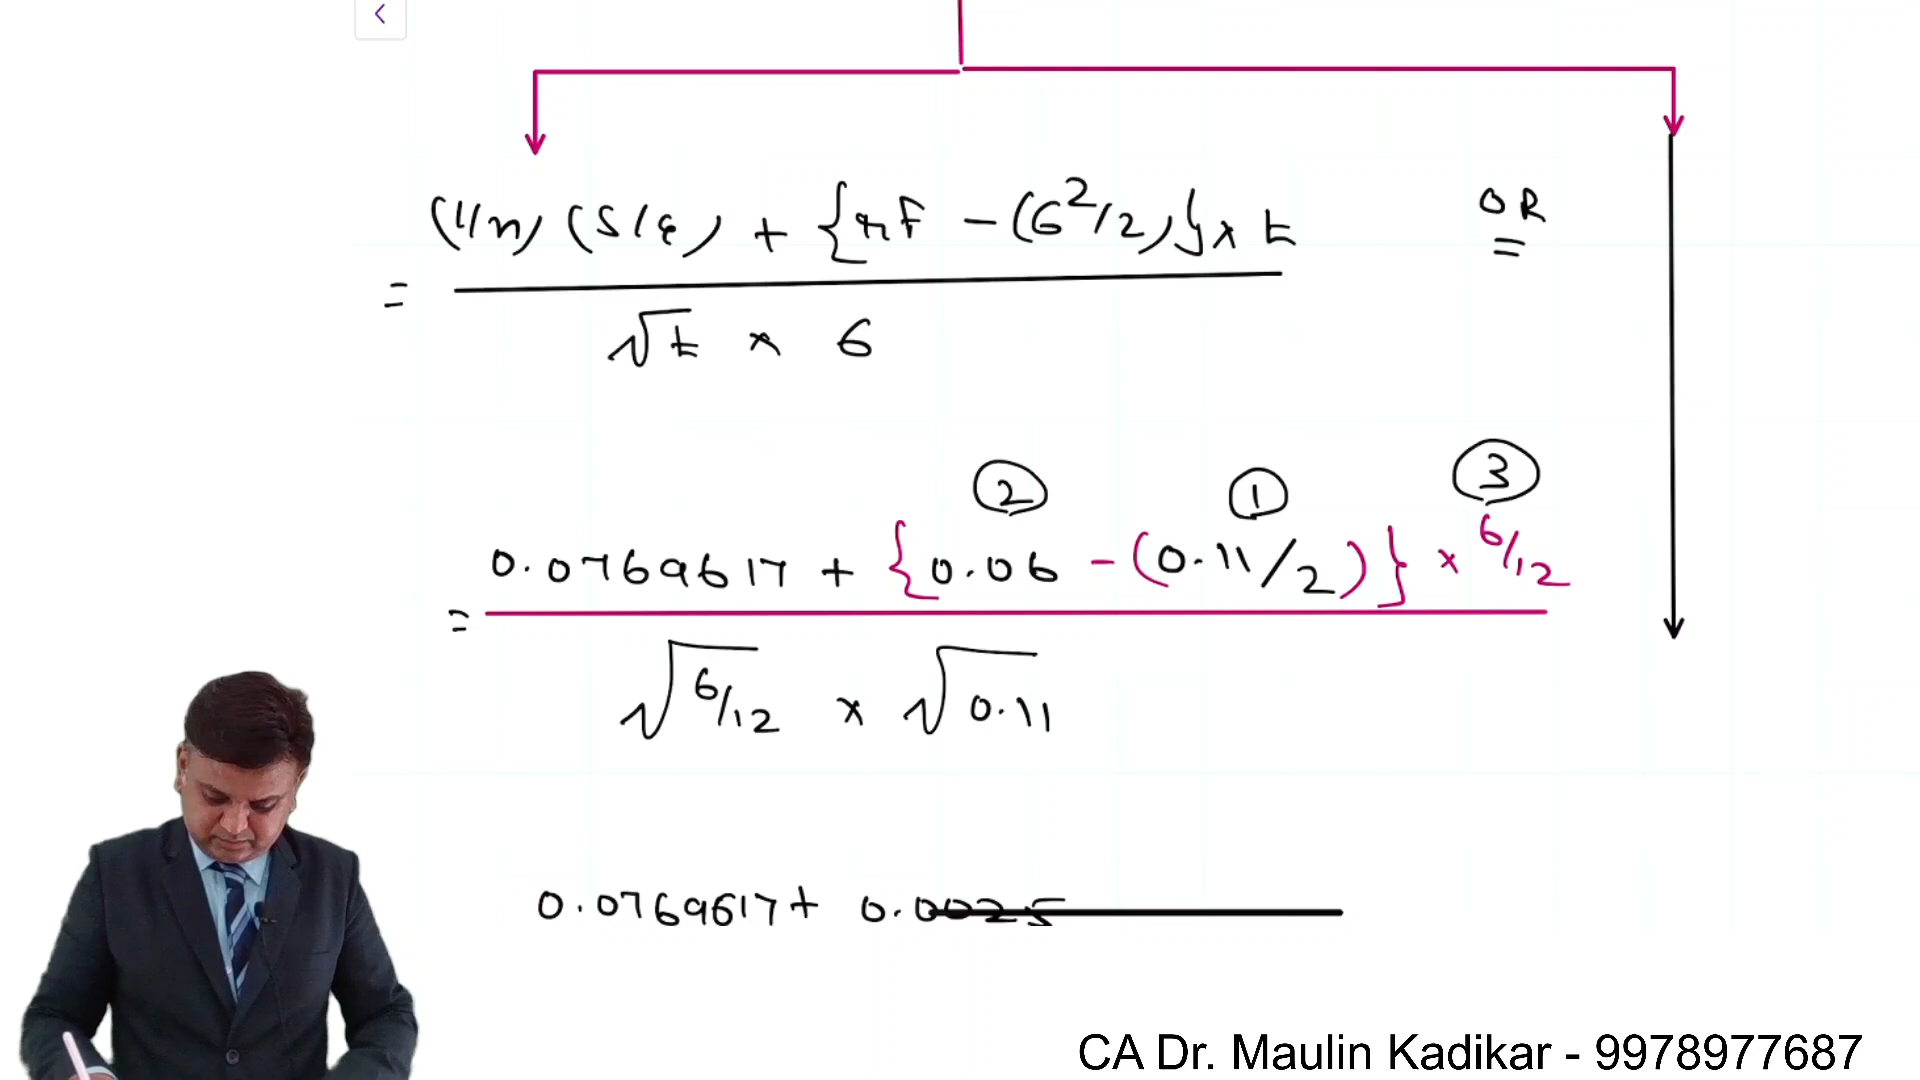 (Ln) (S/E) + {rF - (σ²/2)} x t
OR
=
=
√t x σ
2
1
3
0.0769617 + {0.06 - (0.11/2)} x 6/12
=
√6/12 x √0.11
0.0769617 + 0.0025
CA Dr. Maulin Kadikar - 9978977687